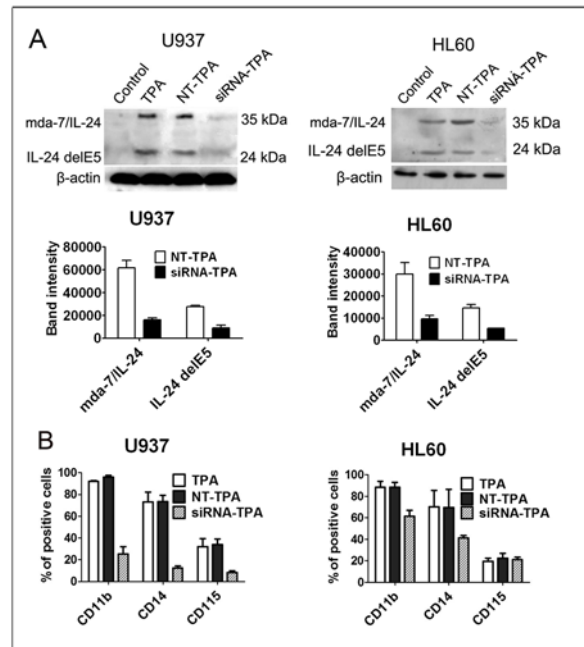 A
U937
HL60
Control
TPA
NT-TPA
siRNA-TPA
Control
TPA
NT-TPA
siRNA-TPA
mda-7/IL-24
35 kDa
mda-7/IL-24
35 kDa
IL-24 delE5
24 kDa
IL-24 delE5
24 kDa
β-actin
β-actin
U937
HL60
Band intensity
80000
60000
40000
20000
0
NT-TPA
siRNA-TPA
mda-7/IL-24
IL-24 delE5
Band intensity
40000
30000
20000
10000
0
NT-TPA
siRNA-TPA
mda-7/IL-24
IL-24 delE5
B
U937
HL60
% of positive cells
100
80
60
40
20
0
TPA
NT-TPA
siRNA-TPA
CD11b
CD14
CD115
% of positive cells
100
80
60
40
20
0
TPA
NT-TPA
siRNA-TPA
CD11b
CD14
CD115